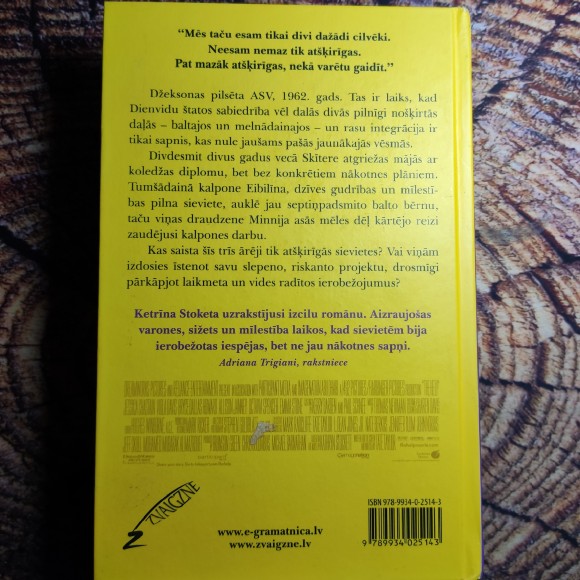 “Mēs taču esam tikai divi dažādi cilvēki.
Neesam nemaz tik atšķirīgas.
Pat mazāk atšķirīgas, nekā varētu gaidīt.”
Džeksonas pilsēta ASV, 1962. gads. Tas ir laiks, kad
Dienvidu štatos sabiedrība vēl dalās divās pilnīgi nošķirtās
daļās – baltajos un melnādainajos – un rasu integrācija ir
tikai sapnis, kas nule jaušams pašās jaunākajās vēsmās.
Divdesmit divus gadus vecā Skītere atgriežas mājās ar
koledžas diplomu, bet bez konkrētiem nākotnes plāniem.
Tumšādainā kalpone Eibilīna, dzīves gudrības un mīlestī-
bas pilna sieviete, auklē jau septiņpadsmito balto bērnu,
taču viņas draudzene Minnija asās mēles dēļ kārtējo reizi
zaudējusi kalpones darbu.
Kas saista šīs trīs ārēji tik atšķirīgās sievietes? Vai viņām
izdosies īstenot savu slepeno, riskanto projektu, drosmīgi
pārkāpjot laikmeta un vides radītos ierobežojumus?
Ketrīna Stoketa uzrakstījusi izcilu romānu. Aizraujošas
varones, sižets un mīlestība laikos, kad sievietēm bija
ierobežotas iespējas, bet ne jau nākotnes sapņi.
Adriana Trigiani, rakstniece
ZVAIGZNE
www.e-gramatnica.lv
www.zvaigzne.lv
ISBN 978-9934-0-2514-3
9 789934 025143